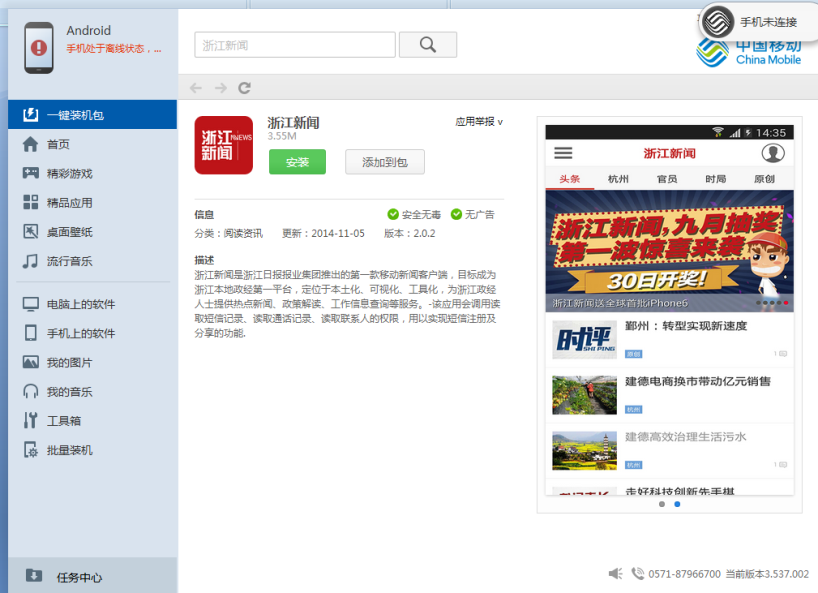 Android
手机处于离线状态，...
一键装机包
首页
精彩游戏
精品应用
桌面壁纸
流行音乐
电脑上的软件
手机上的软件
我的图片
我的音乐
工具箱
批量装机
任务中心
浙江新闻
手机未连接
中国移动
China Mobile
浙江NEWS
新闻
浙江新闻
3.55M
应用举报 v
安装
添加到包
信息
安全无毒
无广告
分类：阅读资讯 更新：2014-11-05 版本：2.0.2
描述
浙江新闻是浙江日报报业集团推出的第一款移动新闻客户端，目标成为
浙江本地政经第一平台，定位于本土化、可视化、工具化，为浙江政经
人士提供热点新闻、政策解读、工作信息查询等服务。-该应用会调用读
取短信记录、读取通话记录、读取联系人的权限，用以实现短信注册及
分享的功能.
14:35
浙江新闻
头条 杭州 官员 时局 原创
浙江新闻,九月抽奖
第一波惊喜来袭
30日开奖!
浙江新闻送全球首批iPhone6
时评
SHI PING
鄞州：转型实现新速度
原创
1
建德电商换市带动亿元销售
杭州
建德高效治理生活污水
杭州
1
走好科技创新先手棋
0571-87966700 当前版本3.537.002